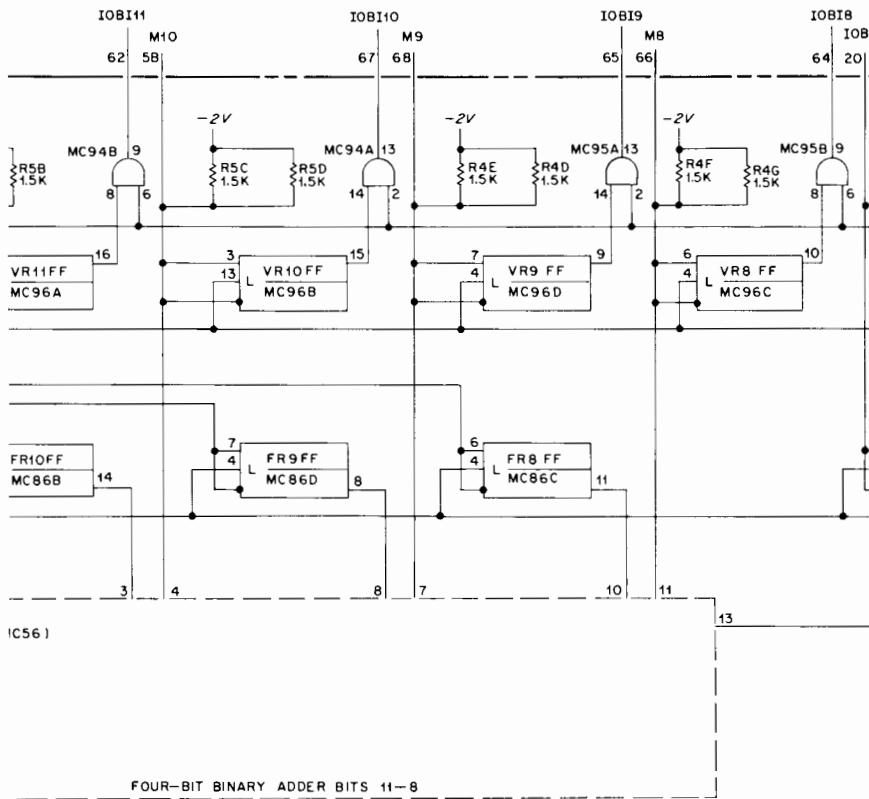 IOBI11 IOBI10 IOBI9 IOBI8
M10 M9 M8 IOB
62 58 67 68 65 66 64 20
-2V -2V -2V
MC94B 9 MC94A 13 MC95A 13 MC95B 9
R5B 1.5K R5C 1.5K R5D 1.5K R4E 1.5K R4D 1.5K R4F 1.5K R4G 1.5K
8 6 14 2 14 2 8 6
16 3 15 7 9 6 10
VR11FF 13 L VR10FF 4 L VR9 FF 4 L VR8 FF
MC96A MC96B MC96D MC96C
7 6
FR10FF 4 L FR9FF 4 L FR8 FF
MC86B 14 MC86D 8 MC86C 11
3 4 8 7 10 11
13
IC56)
FOUR-BIT BINARY ADDER BITS 11-8